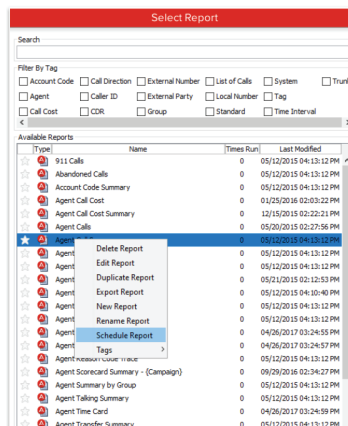 Select Report
Search
Filter By Tag
Account Code Call Direction External Number List of Calls System Trun
Agent Caller ID External Party Local Number Tag
Call Cost CDR Group Standard Time Interval
Available Reports
Type Name Times Run Last Modified
911 Calls 0 05/12/2015 04:13:12 PM
Abandoned Calls 0 05/12/2015 04:13:12 PM
Account Code Summary 0 05/12/2015 04:13:12 PM
Agent Call Cost 0 01/25/2016 02:03:22 PM
Agent Call Cost Summary 0 12/15/2015 02:22:21 PM
Agent Calls 0 05/20/2015 02:27:56 PM
Agent 0 05/12/2015 04:13:12 PM
Agent Delete Report 0 05/12/2015 04:13:12 PM
Agent Edit Report 0 05/12/2015 04:13:12 PM
Agent Duplicate Report 0 05/21/2015 02:12:53 PM
Agent Export Report 0 05/12/2015 04:10:40 PM
Agent New Report 0 05/12/2015 04:13:12 PM
Agent Rename Report 0 05/12/2015 04:13:12 PM
Agent Schedule Report 0 04/26/2017 03:24:55 PM
Agent Tags 0 04/26/2017 03:24:57 PM
Agent Reason Code Trace 0 05/12/2015 04:13:12 PM
Agent Scorecard Summary - {Campaign} 0 09/29/2016 02:34:27 PM
Agent Summary by Group 0 05/12/2015 04:13:12 PM
Agent Talking Summary 0 05/12/2015 04:13:12 PM
Agent Time Card 0 04/26/2017 03:24:59 PM
Agent Transfer Summary 0 05/12/2015 04:13:12 PM